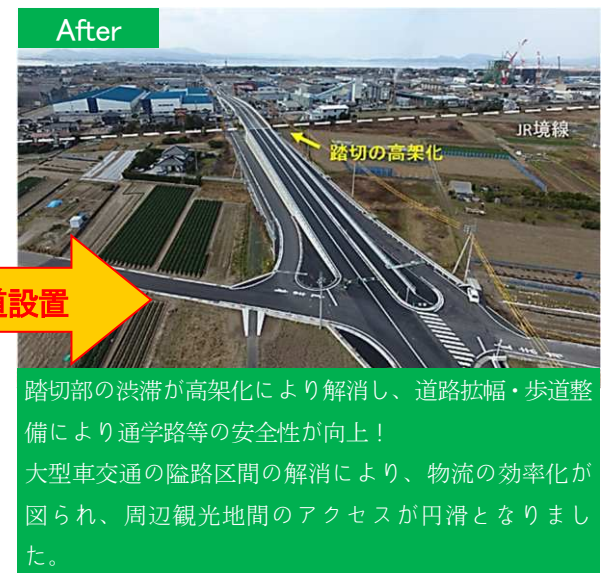 After
JR境線
踏切の高架化
設置
踏切部の渋滞が高架化により解消し、道路拡幅・歩道整
備により通学路等の安全性が向上！
大型車交通の隘路区間の解消により、物流の効率化が
図られ、周辺観光地間のアクセスが円滑となりまし
た。